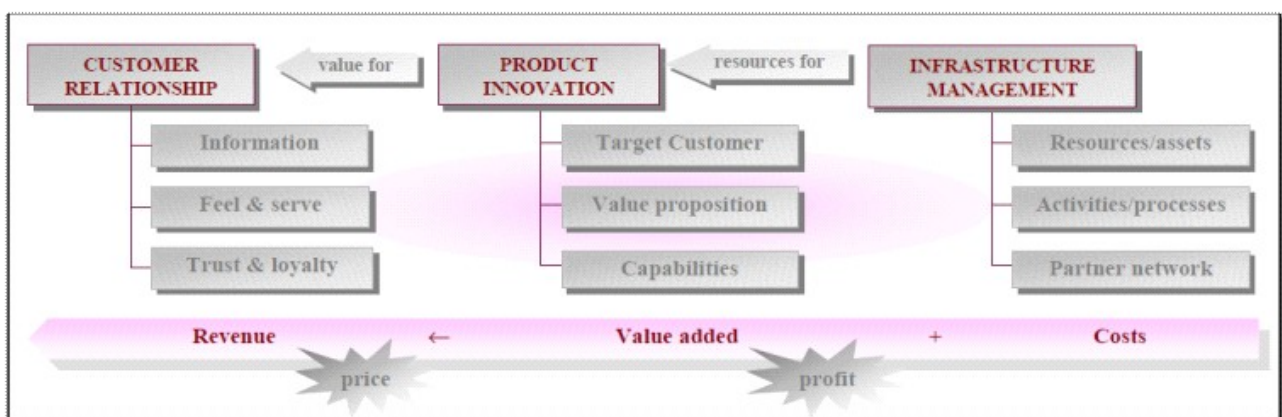 CUSTOMER
RELATIONSHIP
value for
PRODUCT
INNOVATION
resources for
INFRASTRUCTURE
MANAGEMENT
Information
Feel & serve
Trust & loyalty
Target Customer
Value proposition
Capabilities
Resources/assets
Activities/processes
Partner network
Revenue ← Value added + Costs
price
profit